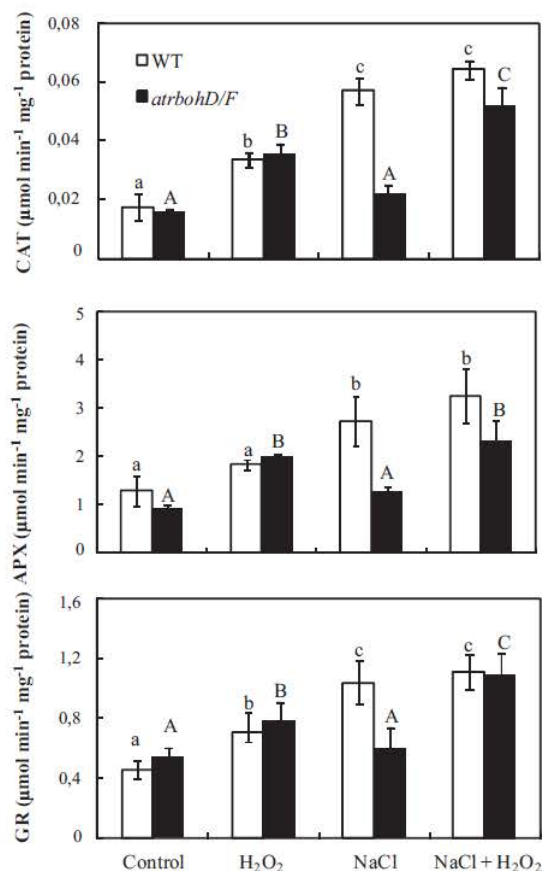 CAT (µmol min⁻¹ mg⁻¹ protein)
0,08
0,06
0,04
0,02
0
WT
atrbohD/F
a A
b B
c A
c C
APX (µmol min⁻¹ mg⁻¹ protein)
5
4
3
2
1
0
a A
a B
b A
b B
GR (µmol min⁻¹ mg⁻¹ protein)
1,6
1,2
0,8
0,4
0
a A
b B
c A
c C
Control H₂O₂ NaCl NaCl + H₂O₂